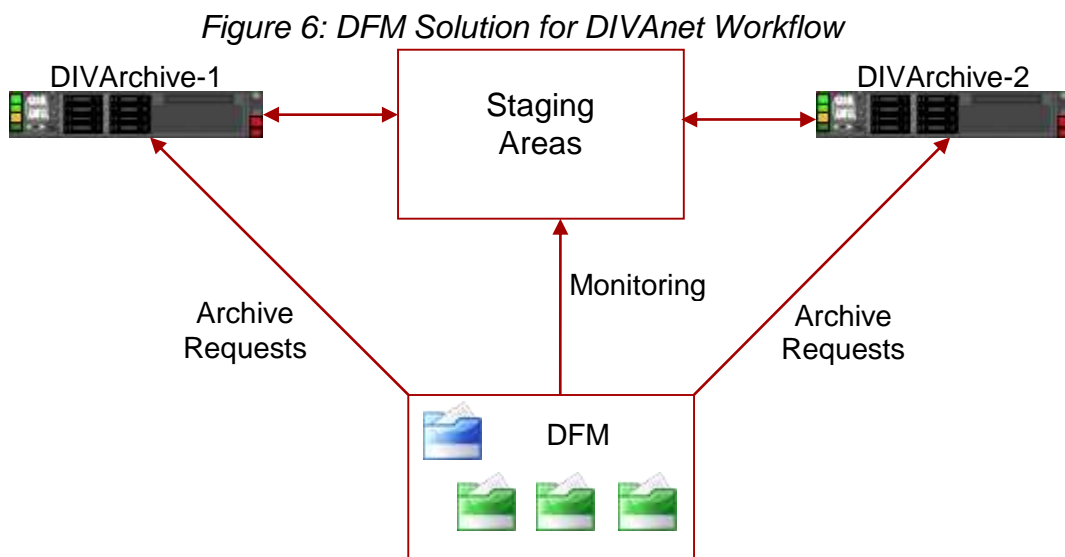 Figure 6: DFM Solution for DIVAnet Workflow
DIVArchive-1
DIVArchive-2
Staging
Areas
Monitoring
Archive
Requests
Archive
Requests
DFM